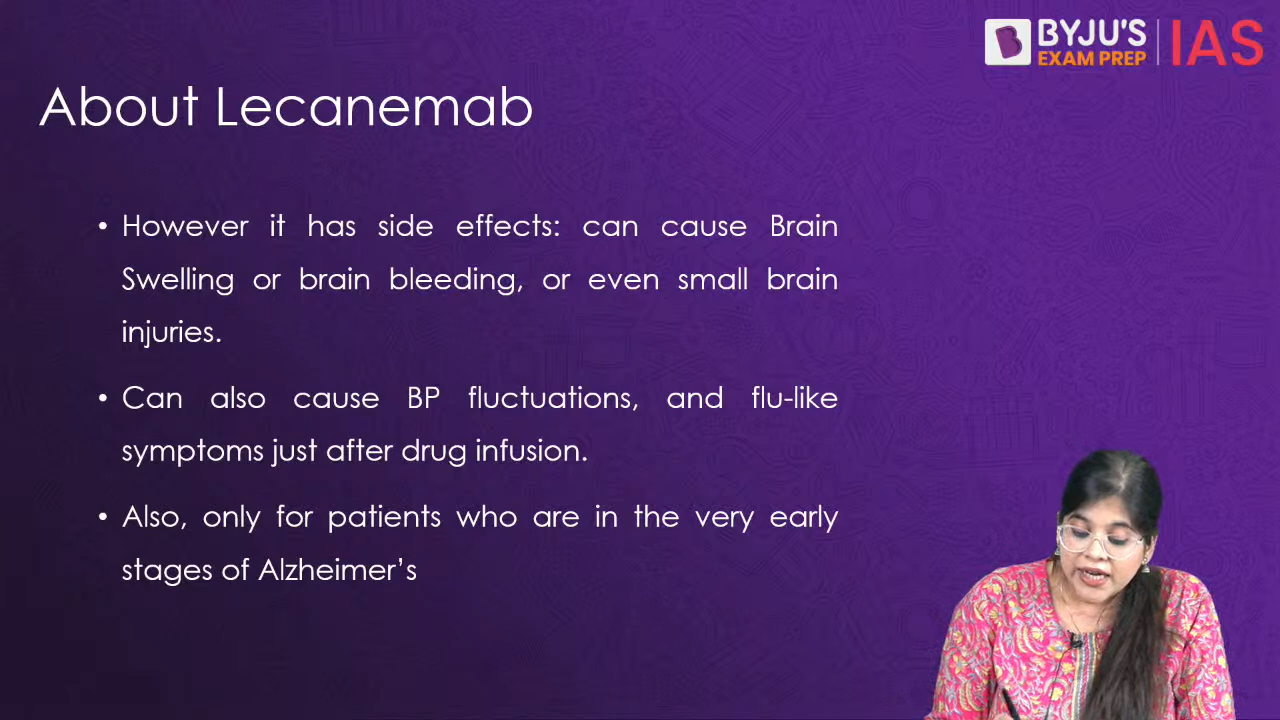 BYJU'S
EXAM PREP
IAS
About Lecanemab
• However it has side effects: can cause Brain
Swelling or brain bleeding, or even small brain
injuries.
• Can also cause BP fluctuations, and flu-like
symptoms just after drug infusion.
• Also, only for patients who are in the very early
stages of Alzheimer’s